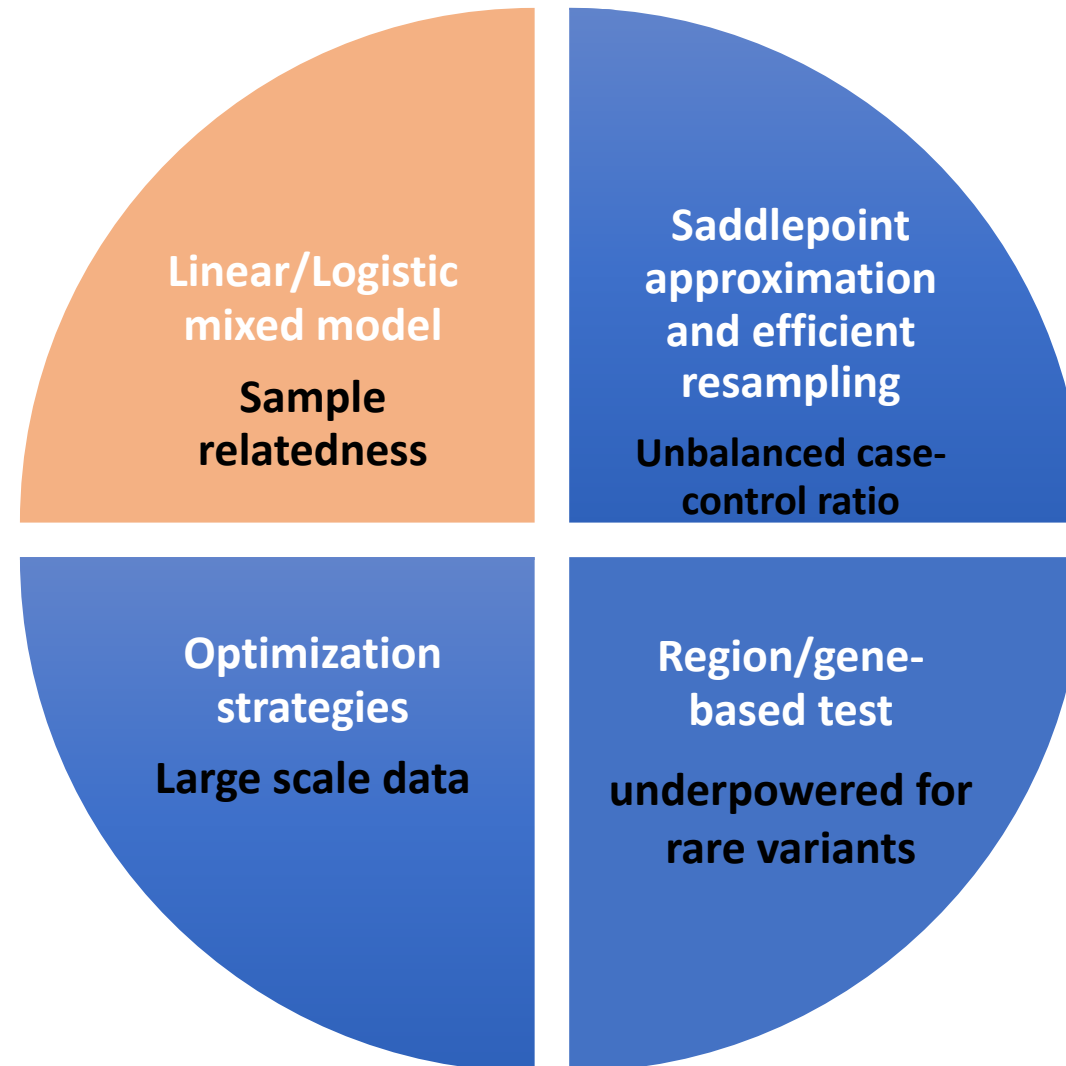 Linear/Logistic
mixed model
Sample
relatedness
Saddlepoint
approximation
and efficient
resampling
Unbalanced case-
control ratio
Optimization
strategies
Large scale data
Region/gene-
based test
underpowered for
rare variants